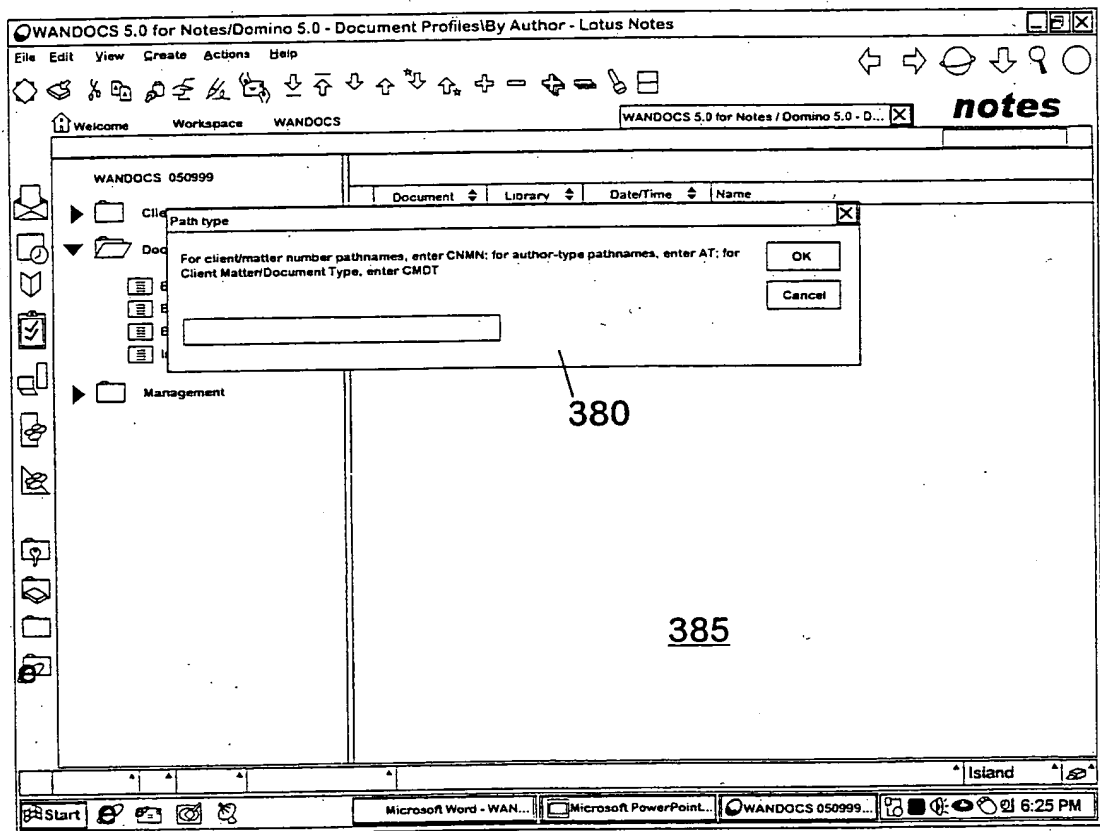 WANDOCS 5.0 for Notes/Domino 5.0 - Document Profiles\By Author - Lotus Notes
File Edit View Create Actions Help
notes
Welcome Workspace WANDOCS
WANDOCS 5.0 for Notes / Domino 5.0 - D...
WANDOCS 050999
Document Library Date/Time Name
Clie
Path type
Doc
For client/matter number pathnames, enter CNMN; for author-type pathnames, enter AT; for
Client Matter/Document Type, enter CMDT
OK
Cancel
Management
380
385
Island
Start
Microsoft Word - WAN...
Microsoft PowerPoint...
WANDOCS 050999...
6:25 PM